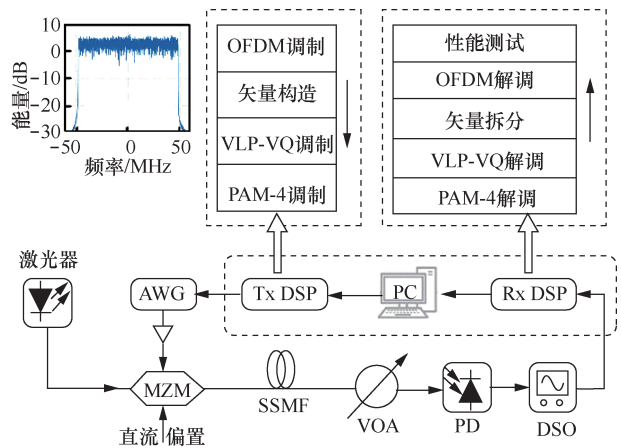 10
0
-10
-20
-30
能量/dB
-50
0
50
频率/MHz
OFDM调制
矢量构造
VLP-VQ调制
PAM-4调制
性能测试
OFDM解调
矢量拆分
VLP-VQ解调
PAM-4解调
激光器
AWG
Tx DSP
PC
Rx DSP
MZM
SSMF
VOA
PD
DSO
直流 偏置